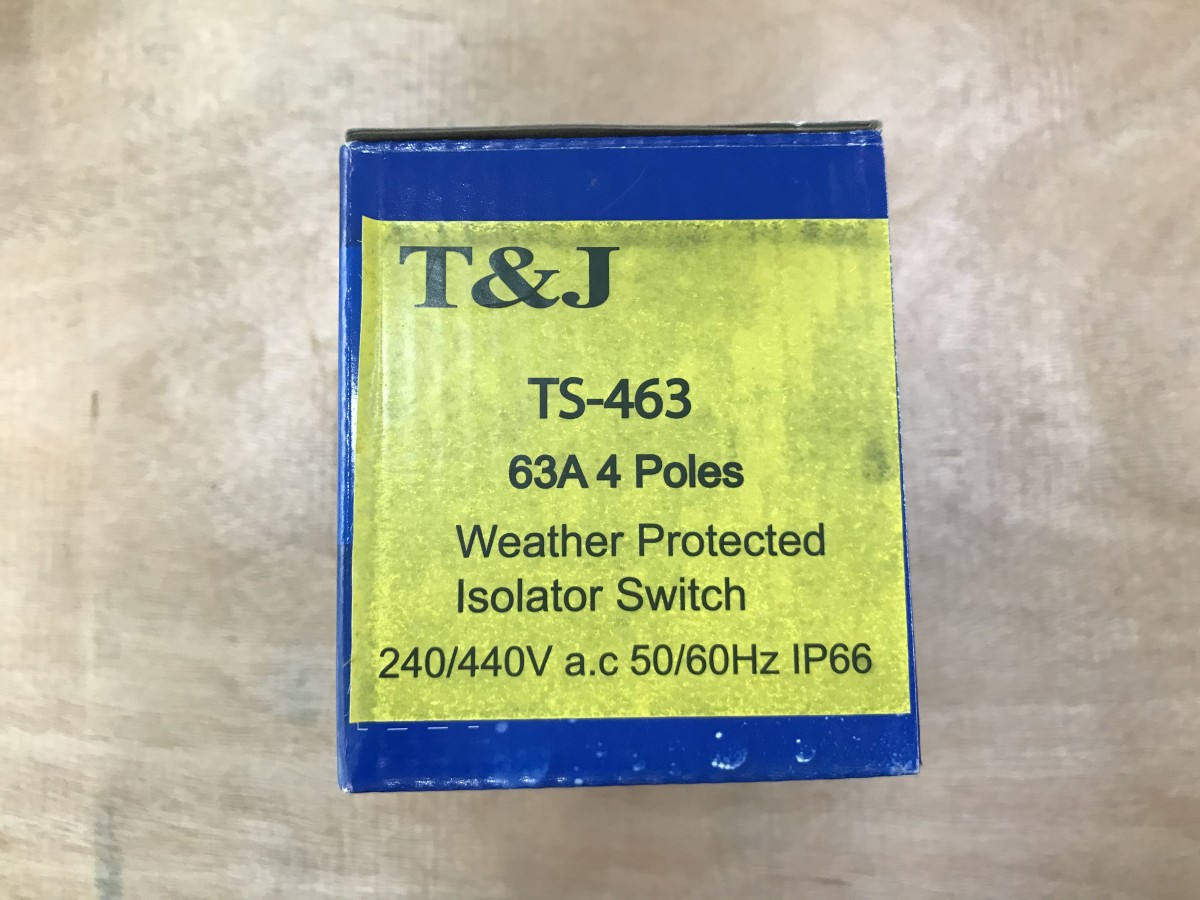 T&J
TS-463
63A 4 Poles
Weather Protected
Isolator Switch
240/440V a.c 50/60Hz IP66